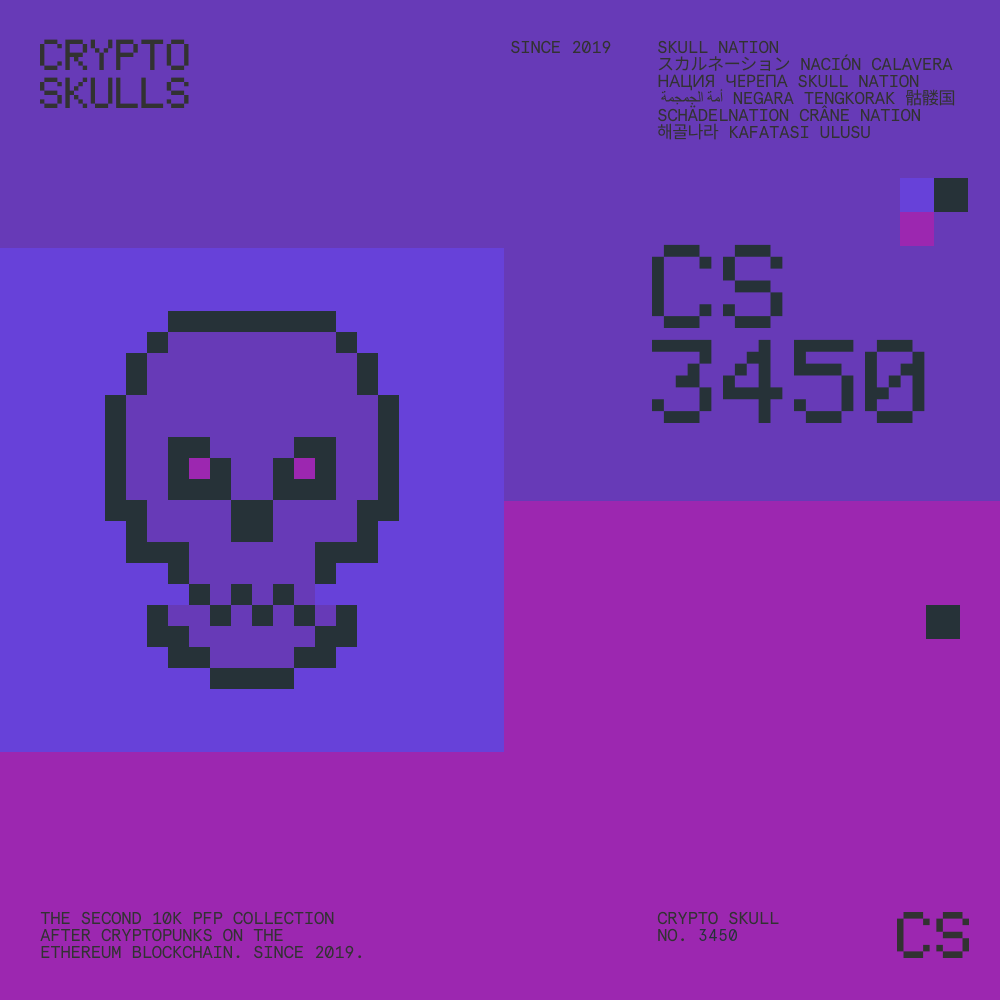 CRYPTO
SKULLS
SINCE 2019
SKULL NATION
スカルネーション NACIÓN CALAVERA
НАЦИЯ ЧЕРЕПА SKULL NATION
أمة الجمجمة NEGARA TENGKORAK 骷髅国
SCHÄDELNATION CRÂNE NATION
해골나라 KAFATASI ULUSU
CS
3450
THE SECOND 10K PFP COLLECTION
AFTER CRYPTOPUNKS ON THE
ETHEREUM BLOCKCHAIN. SINCE 2019.
CRYPTO SKULL
NO. 3450
CS